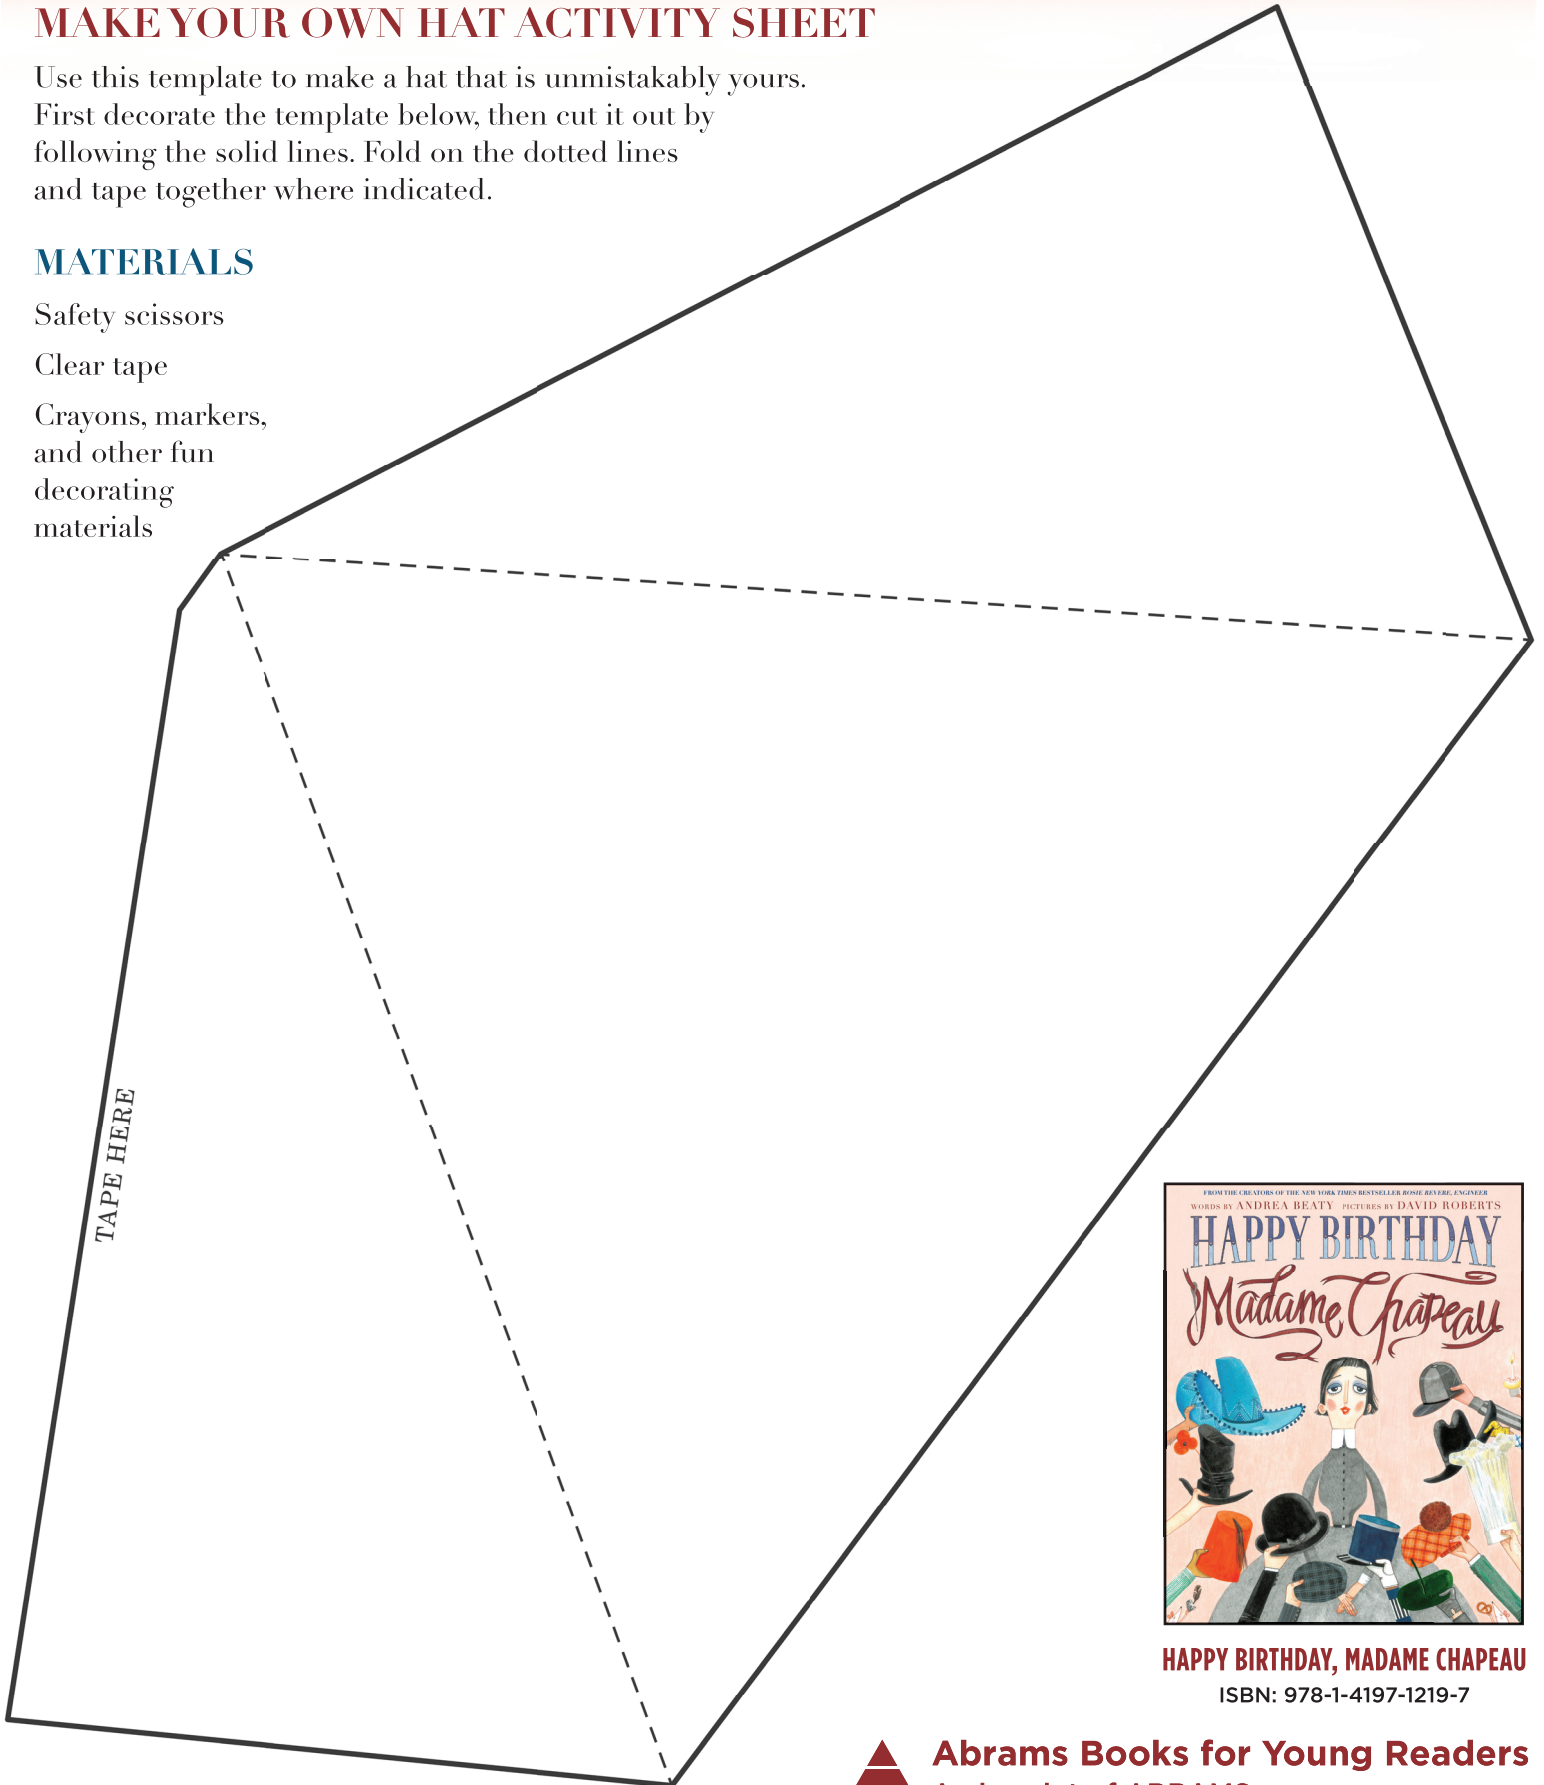 MAKE YOUR OWN HAT ACTIVITY SHEET
Use this template to make a hat that is unmistakably yours.
First decorate the template below, then cut it out by
following the solid lines. Fold on the dotted lines
and tape together where indicated.
MATERIALS
Safety scissors
Clear tape
Crayons, markers,
and other fun
decorating
materials
TAPE HERE
FROM THE CREATORS OF THE NEW YORK TIMES BESTSELLER ROSIE REVERE, ENGINEER
WORDS BY ANDREA BEATY PICTURES BY DAVID ROBERTS
HAPPY BIRTHDAY
Madame Chapeau
HAPPY BIRTHDAY, MADAME CHAPEAU
ISBN: 978-1-4197-1219-7
Abrams Books for Young Readers